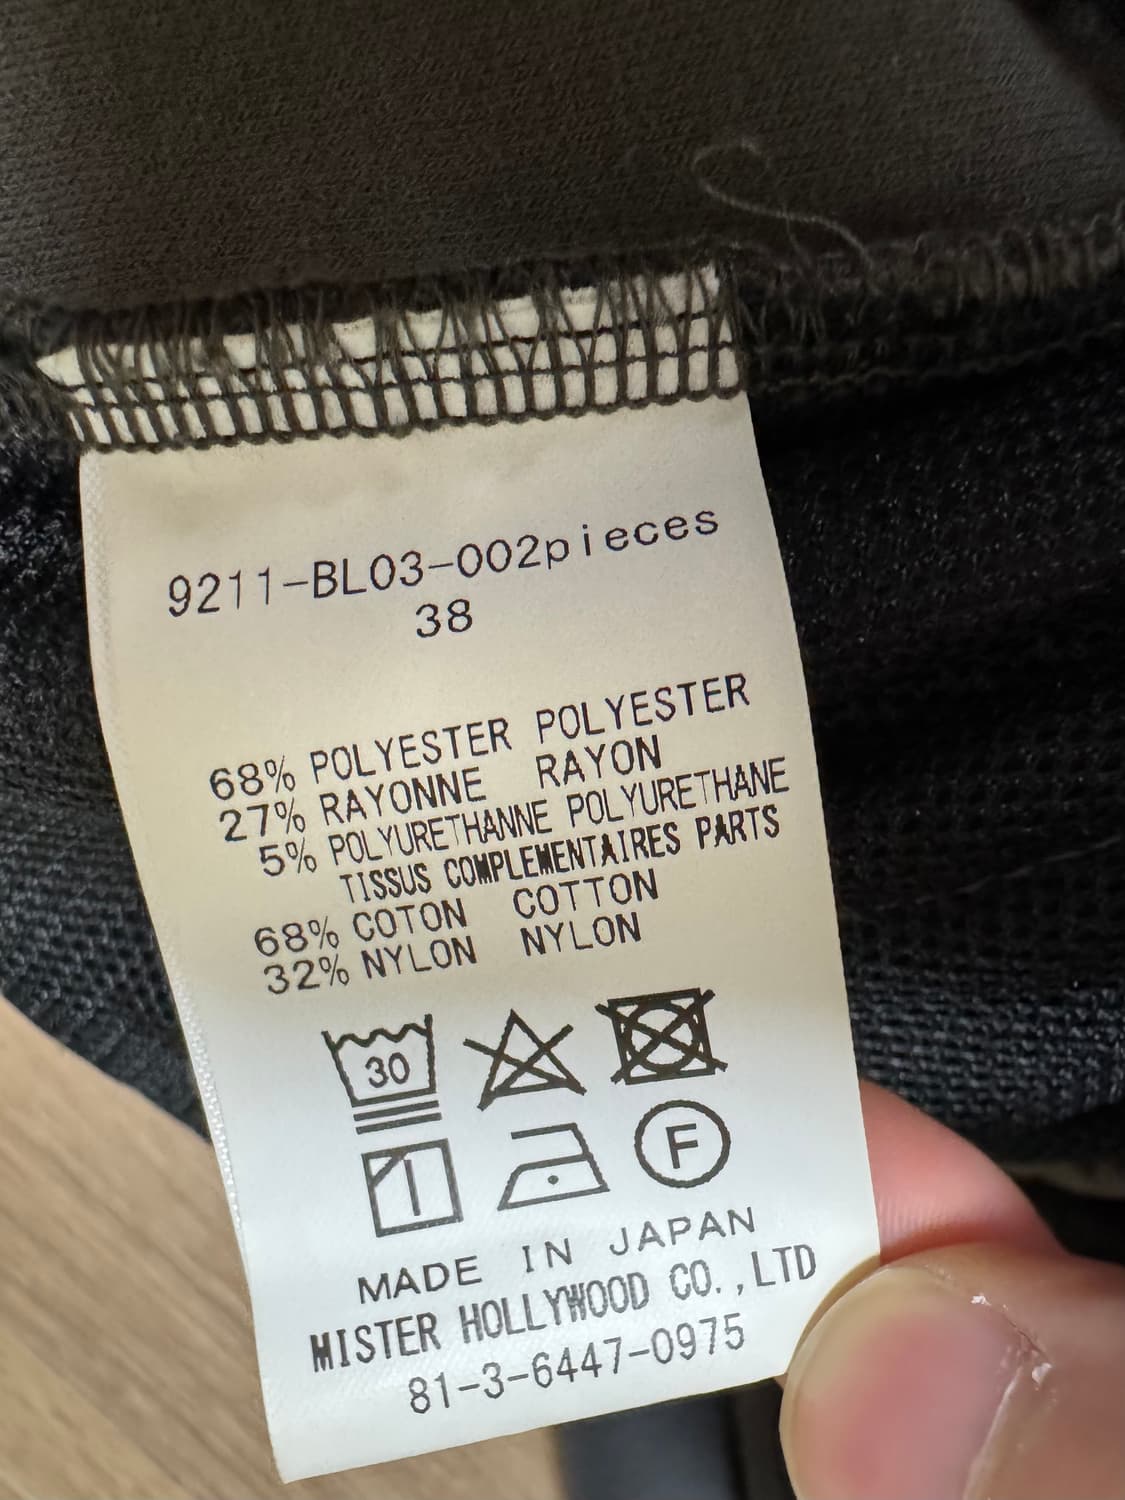 9211-BL03-002pieces
38
68% POLYESTER POLYESTER
27% RAYONNE RAYON
5% POLYURETHANNE POLYURETHANE
TISSUS COMPLEMENTAIRES PARTS
68% COTON COTTON
32% NYLON NYLON
30
F
MADE IN JAPAN
MISTER HOLLYWOOD CO.,LTD
81-3-6447-0975